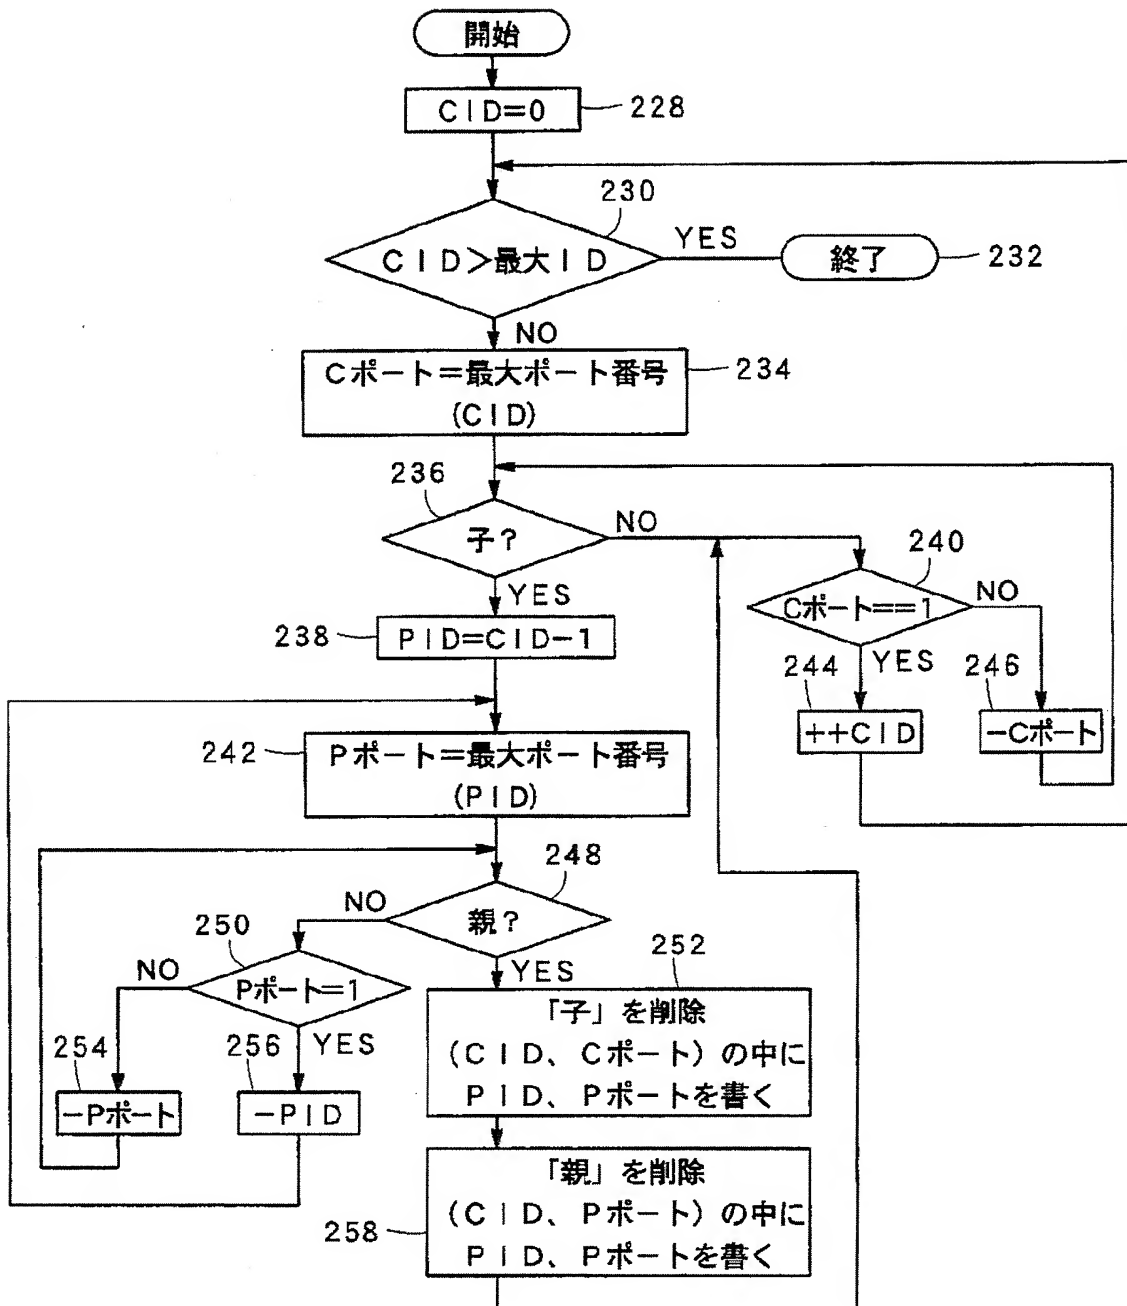 開始
CID=0
228
230
CID>最大ID
YES
終了
232
NO
Cポート=最大ポート番号
(CID)
234
236
子?
NO
YES
240
Cポート==1
NO
YES
238
PID=CID-1
244
++CID
246
-Cポート
242
Pポート=最大ポート番号
(PID)
248
親?
NO
YES
250
Pポート=1
NO
YES
252
「子」を削除
(CID、Cポート)の中に
PID、Pポートを書く
254
-Pポート
256
-PID
「親」を削除
(CID、Pポート)の中に
PID、Pポートを書く
258